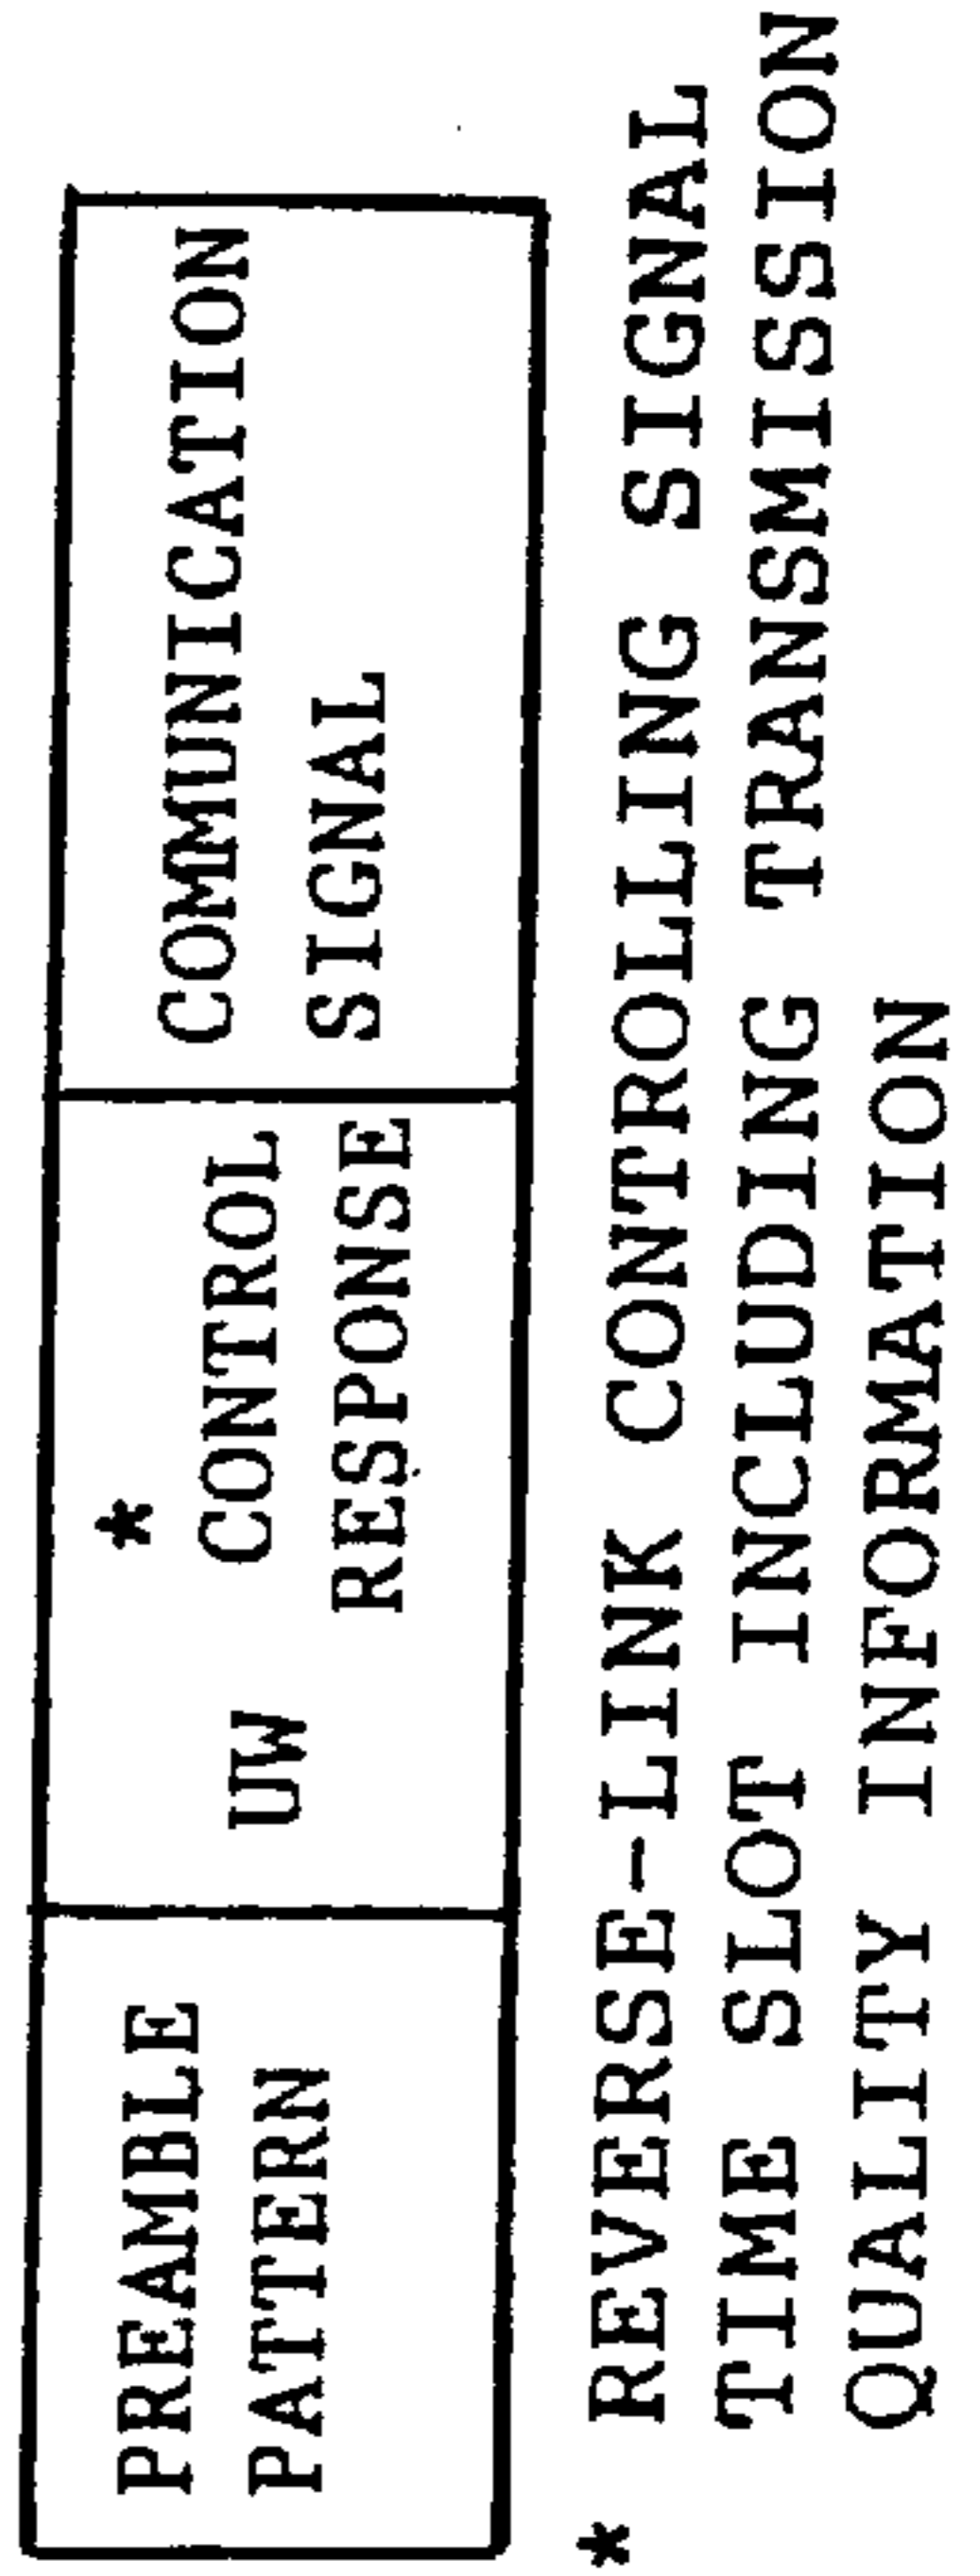 PREAMBLE
PATTERN
UW
*
CONTROL
RESPONSE
COMMUNICATION
SIGNAL
* REVERSE-LINK CONTROLLING SIGNAL
TIME SLOT INCLUDING TRANSMISSION
QUALITY INFORMATION